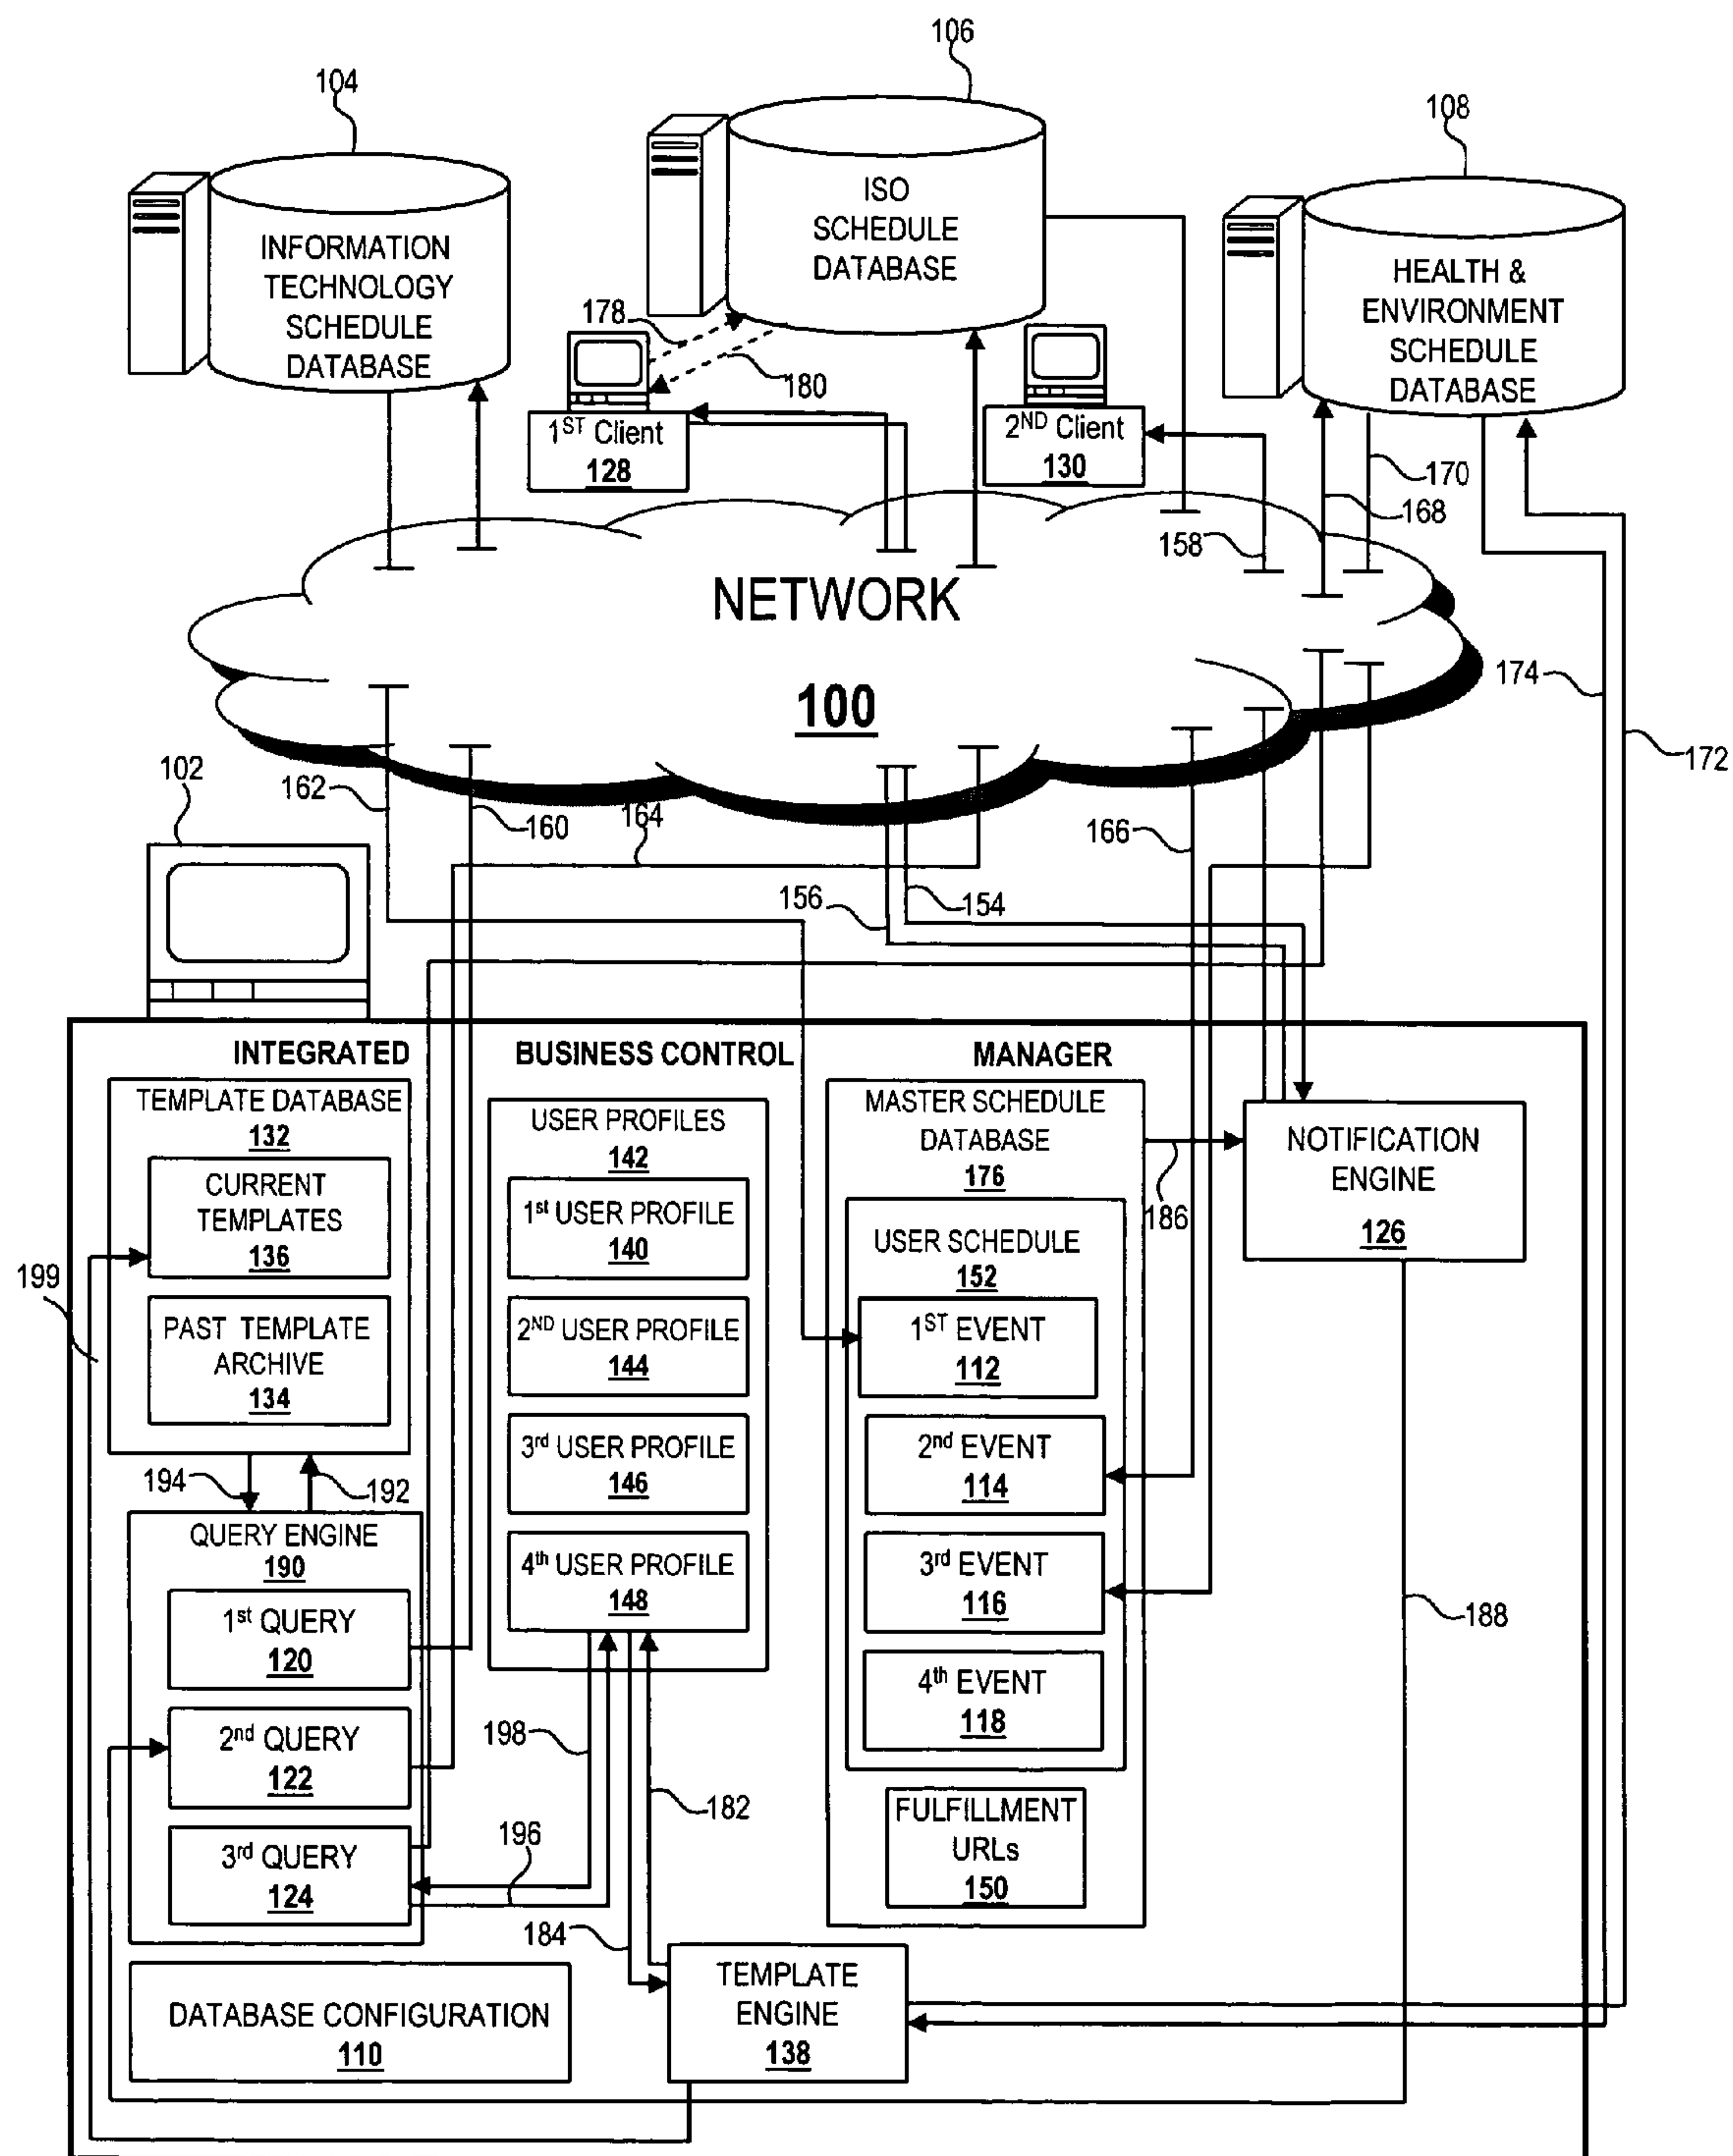 106
104
108
ISO
SCHEDULE
DATABASE
INFORMATION
TECHNOLOGY
SCHEDULE
DATABASE
HEALTH &
ENVIRONMENT
SCHEDULE
DATABASE
178
180
1ST Client
128
2ND Client
130
170
168
158
NETWORK
100
174
172
102
162
160
164
166
156
154
INTEGRATED BUSINESS CONTROL MANAGER
TEMPLATE DATABASE
132
CURRENT
TEMPLATES
136
PAST TEMPLATE
ARCHIVE
134
199
194
192
QUERY ENGINE
190
1st QUERY
120
2nd QUERY
122
3rd QUERY
124
DATABASE CONFIGURATION
110
USER PROFILES
142
1st USER PROFILE
140
2ND USER PROFILE
144
3rd USER PROFILE
146
4th USER PROFILE
148
198
196
182
184
TEMPLATE
ENGINE
138
MASTER SCHEDULE
DATABASE
176
USER SCHEDULE
152
1ST EVENT
112
2nd EVENT
114
3rd EVENT
116
4th EVENT
118
FULFILLMENT
URLs
150
186
NOTIFICATION
ENGINE
126
188